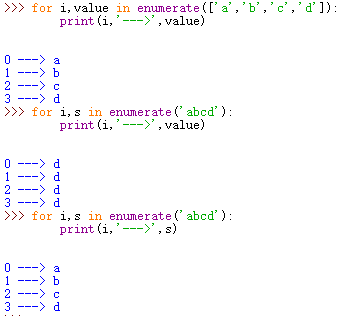 >>> for i,value in enumerate(['a','b','c','d']):
        print(i,'--->',value)
0 ---> a
1 ---> b
2 ---> c
3 ---> d
>>> for i,s in enumerate('abcd'):
        print(i,'--->',value)
0 ---> d
1 ---> d
2 ---> d
3 ---> d
>>> for i,s in enumerate('abcd'):
        print(i,'--->',s)
0 ---> a
1 ---> b
2 ---> c
3 ---> d